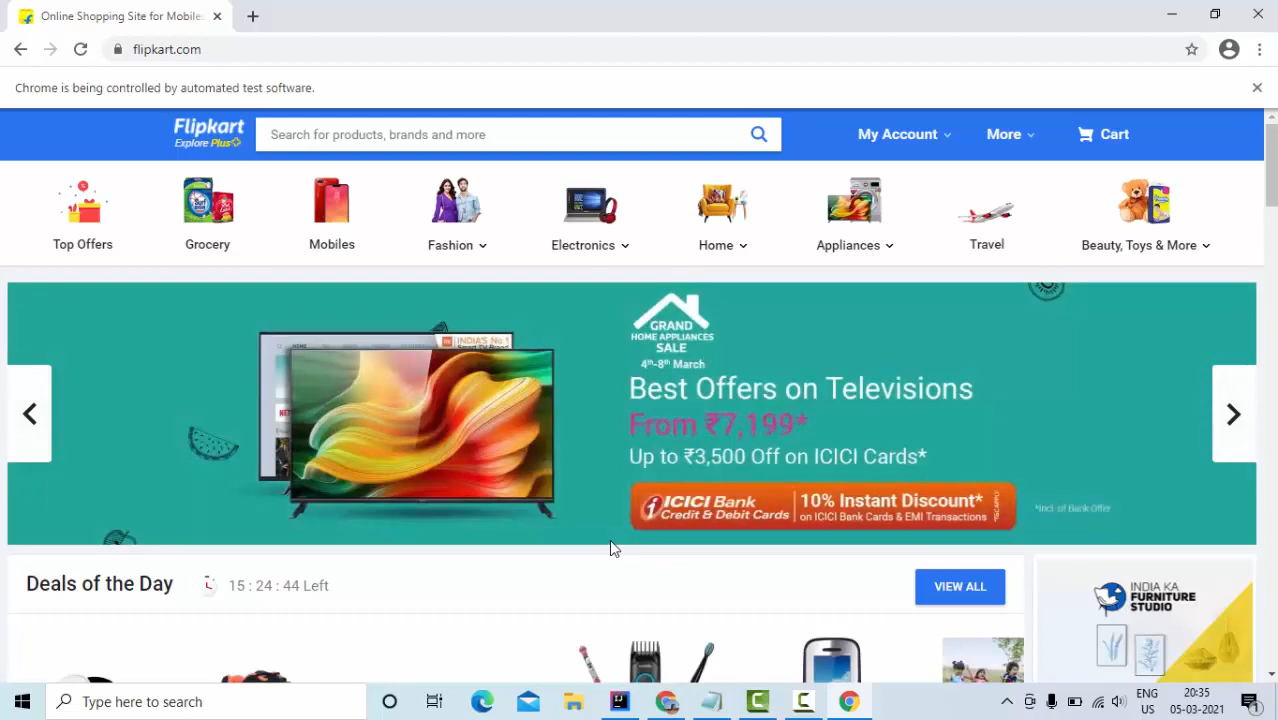 Online Shopping Site for Mobile
flipkart.com
Chrome is being controlled by automated test software.
Flipkart
Explore Plus
Search for products, brands and more
My Account
More
Cart
Top Offers
Grocery
Mobiles
Fashion
Electronics
Home
Appliances
Travel
Beauty, Toys & More
INDIA'S No.1
GRAND
HOME APPLIANCES
SALE
4th-8th March
Best Offers on Televisions
From ₹7,199*
Up to ₹3,500 Off on ICICI Cards*
ICICI Bank
Credit & Debit Cards
10% Instant Discount*
on ICICI Bank Cards & EMI Transactions
*T&C APPLY
*Incl. of Bank Offer
Deals of the Day
15 : 24 : 44 Left
VIEW ALL
INDIA KA
FURNITURE
STUDIO
Type here to search
ENG
US
20:35
05-03-2021
1